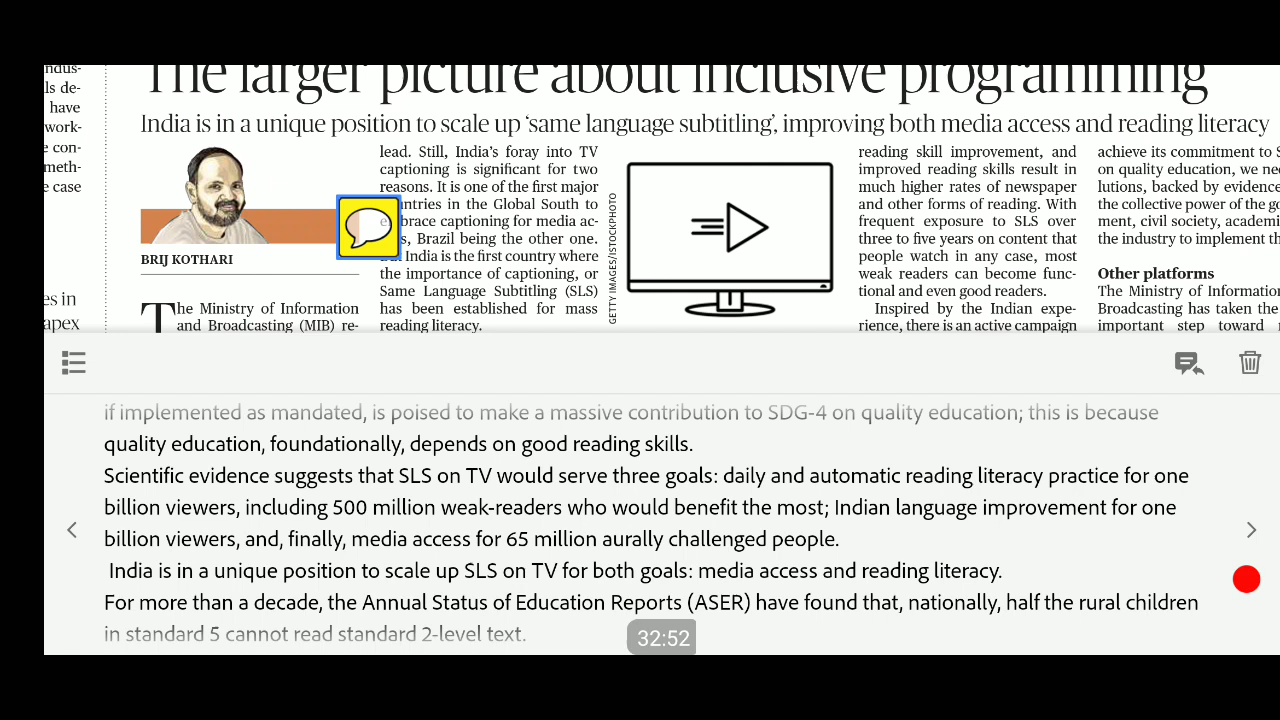 The larger picture about inclusive programming
India is in a unique position to scale up ‘same language subtitling’, improving both media access and reading literacy
ndus-
ls de-
have
work-
e con-
meth-
e case
es in
apex
BRIJ KOTHARI
The Ministry of Information
and Broadcasting (MIB) re-
lead. Still, India’s foray into TV
captioning is significant for two
reasons. It is one of the first major
ntries in the Global South to
brace captioning for media ac-
s, Brazil being the other one.
India is the first country where
the importance of captioning, or
Same Language Subtitling (SLS)
has been established for mass
reading literacy.
GETTY IMAGES/ISTOCKPHOTO
reading skill improvement, and
improved reading skills result in
much higher rates of newspaper
and other forms of reading. With
frequent exposure to SLS over
three to five years on content that
people watch in any case, most
weak readers can become func-
tional and even good readers.
Inspired by the Indian expe-
rience, there is an active campaign
achieve its commitment to S
on quality education, we nee
lutions, backed by evidence
the collective power of the go
ment, civil society, academi
the industry to implement th
Other platforms
The Ministry of Information
Broadcasting has taken the
important step toward
if implemented as mandated, is poised to make a massive contribution to SDG-4 on quality education; this is because
quality education, foundationally, depends on good reading skills.
Scientific evidence suggests that SLS on TV would serve three goals: daily and automatic reading literacy practice for one
billion viewers, including 500 million weak-readers who would benefit the most; Indian language improvement for one
billion viewers, and, finally, media access for 65 million aurally challenged people.
India is in a unique position to scale up SLS on TV for both goals: media access and reading literacy.
For more than a decade, the Annual Status of Education Reports (ASER) have found that, nationally, half the rural children
in standard 5 cannot read standard 2-level text.
32:52